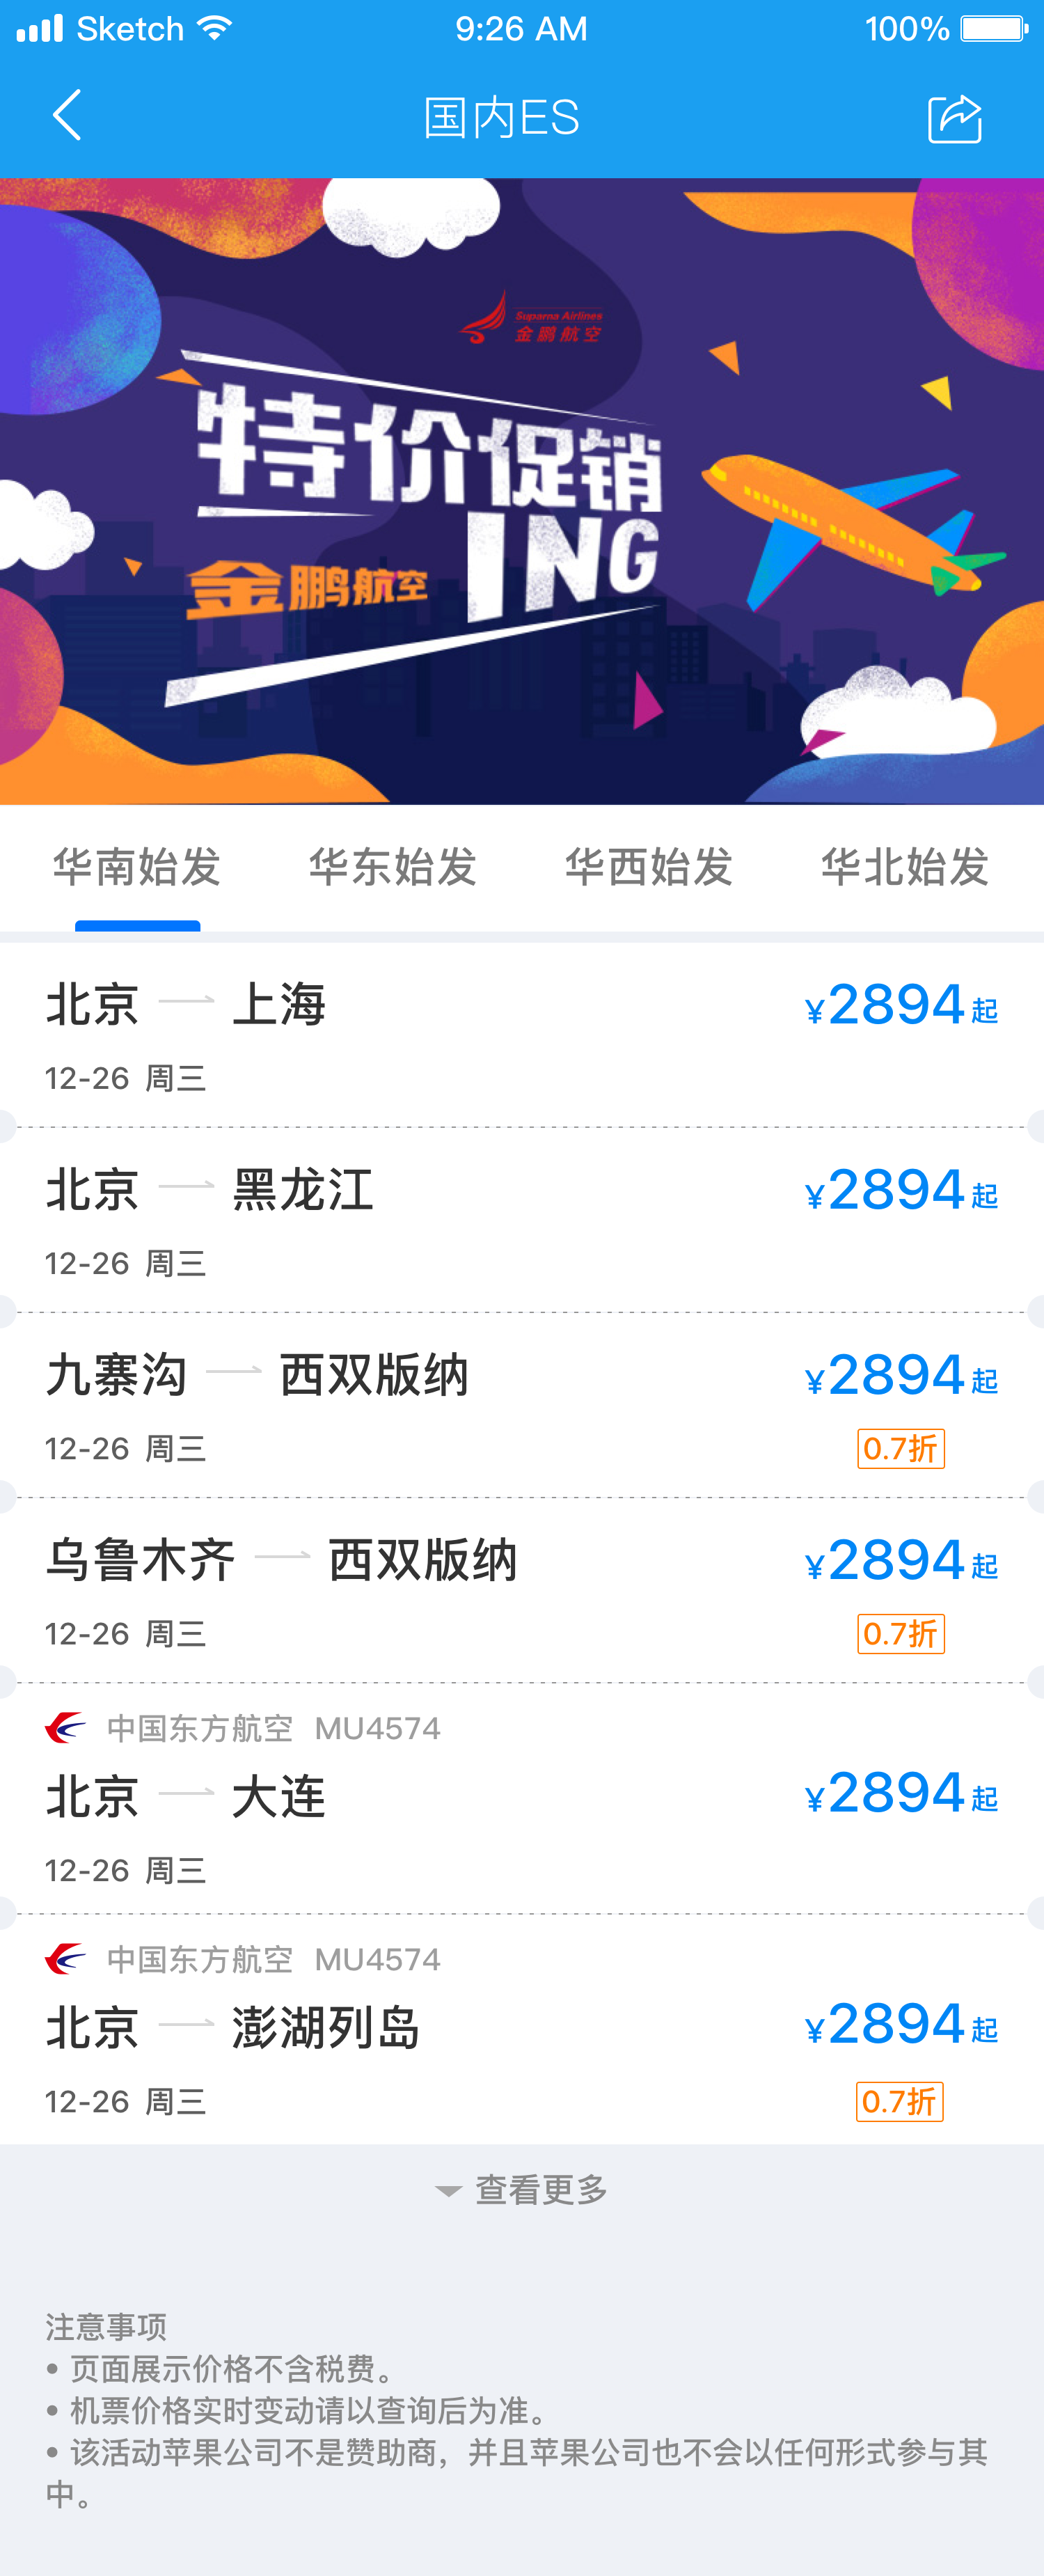 Sketch 9:26 AM 100%
国内ES
Suparna Airlines
金鹏航空
特价促销
ING
金鹏航空
华南始发 华东始发 华西始发 华北始发
北京 上海 ¥2894起
12-26 周三
北京 黑龙江 ¥2894起
12-26 周三
九寨沟 西双版纳 ¥2894起
12-26 周三 0.7折
乌鲁木齐 西双版纳 ¥2894起
12-26 周三 0.7折
中国东方航空 MU4574
北京 大连 ¥2894起
12-26 周三
中国东方航空 MU4574
北京 澎湖列岛 ¥2894起
12-26 周三 0.7折
查看更多
注意事项
• 页面展示价格不含税费。
• 机票价格实时变动请以查询后为准。
• 该活动苹果公司不是赞助商，并且苹果公司也不会以任何形式参与其
中。